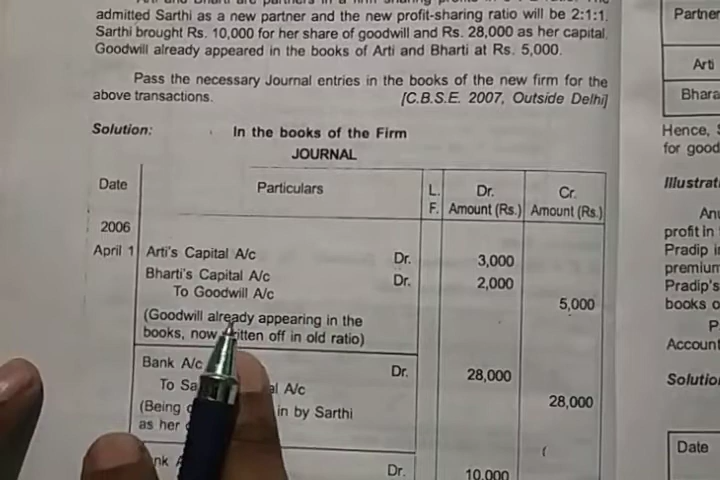 admitted Sarthi as a new partner and the new profit-sharing ratio will be 2:1:1.
Sarthi brought Rs. 10,000 for her share of goodwill and Rs. 28,000 as her capital.
Goodwill already appeared in the books of Arti and Bharti at Rs. 5,000.
Pass the necessary Journal entries in the books of the new firm for the
above transactions. [C.B.S.E. 2007, Outside Delhi]
Solution: In the books of the Firm
JOURNAL
Date Particulars L. F. Dr. Amount (Rs.) Cr. Amount (Rs.)
2006
April 1 Arti's Capital A/c Dr. 3,000
Bharti's Capital A/c Dr. 2,000
To Goodwill A/c 5,000
(Goodwill already appearing in the
books, now written off in old ratio)
Bank A/c Dr. 28,000
To A/c 28,000
(Being in by Sarthi
as her
Dr. 10,000
Partner
Arti
Bhara
Hence,
for good
Illustrat
profit in
Pradip i
premium
Pradip's
books o
Account
Solutio
Date